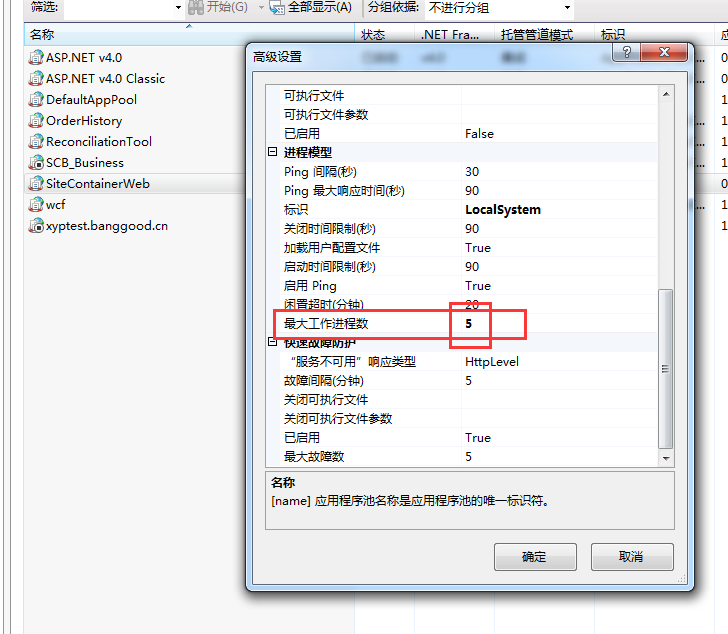 筛选: 开始(G) 全部显示(A) 分组依据: 不进行分组
名称 状态 .NET Fra... 托管管道模式 标识
ASP.NET v4.0
ASP.NET v4.0 Classic
DefaultAppPool
OrderHistory
ReconciliationTool
SCB_Business
SiteContainerWeb
wcf
xyptest.banggood.cn
高级设置
可执行文件
可执行文件参数
已启用 False
进程模型
Ping 间隔(秒) 30
Ping 最大响应时间(秒) 90
标识 LocalSystem
关闭时间限制(秒) 90
加载用户配置文件 True
启动时间限制(秒) 90
启用 Ping True
闲置超时(分钟) 20
最大工作进程数 5
快速故障防护
“服务不可用”响应类型 HttpLevel
故障间隔(分钟) 5
关闭可执行文件
关闭可执行文件参数
已启用 True
最大故障数 5
名称
[name] 应用程序池名称是应用程序池的唯一标识符。
确定 取消